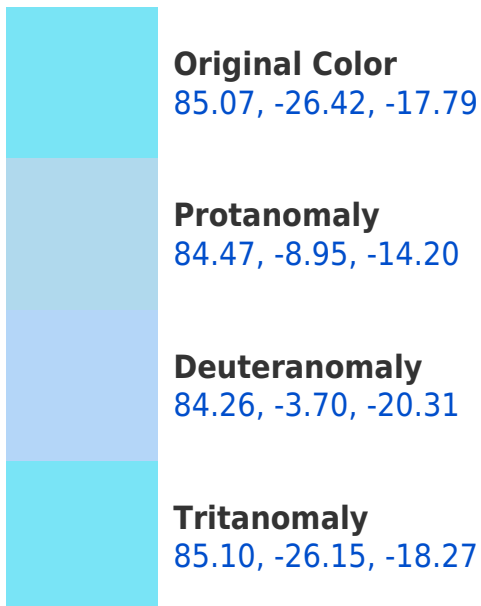 Original Color
85.07, -26.42, -17.79
Protanomaly
84.47, -8.95, -14.20
Deuteranomaly
84.26, -3.70, -20.31
Tritanomaly
85.10, -26.15, -18.27